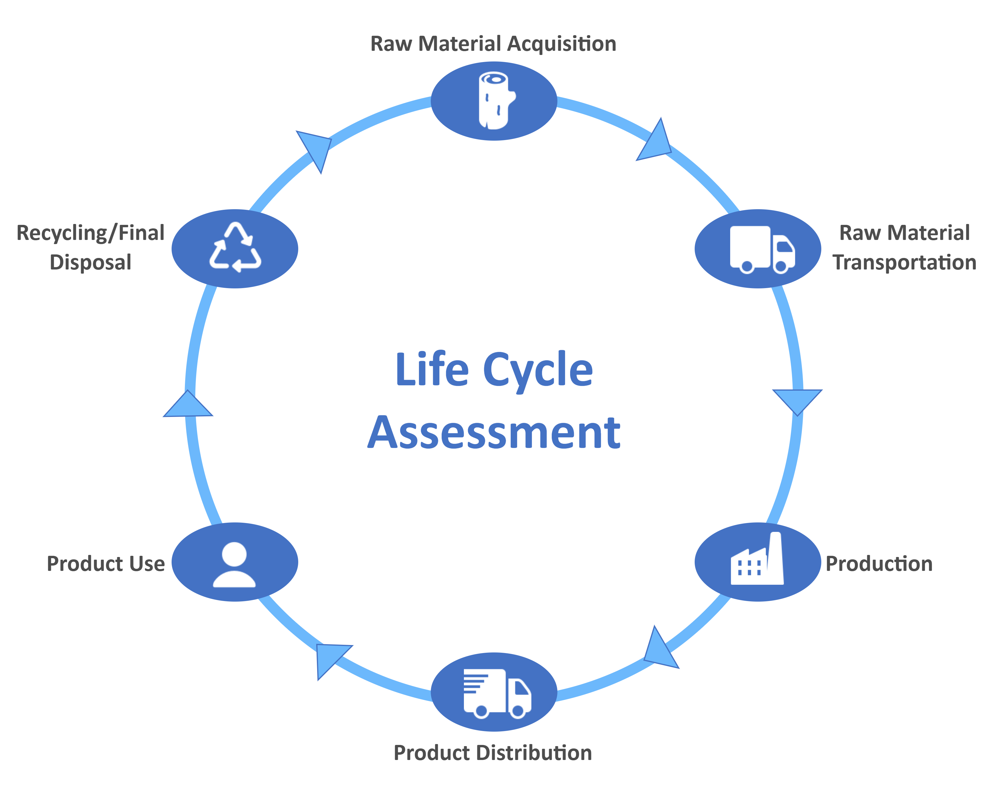 Raw Material Acquisition
Raw Material
Transportation
Production
Product Distribution
Product Use
Recycling/Final
Disposal
Life Cycle
Assessment